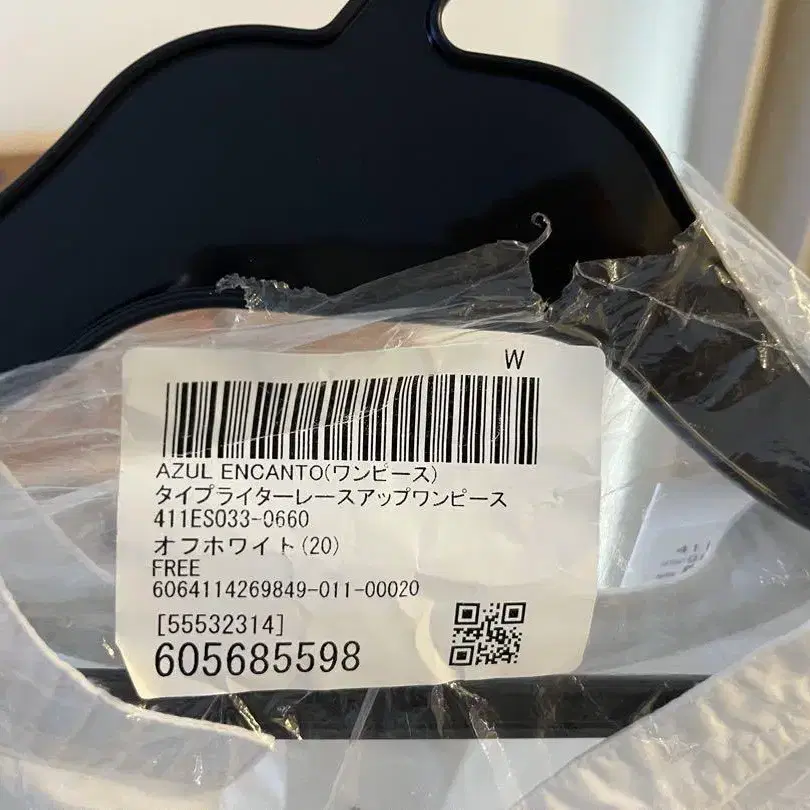 W
AZUL ENCANTO(ワンピース)
タイプライターレースアップワンピース
411ES033-0660
オフホワイト(20)
FREE
6064114269849-011-00020
[55532314]
605685598
411